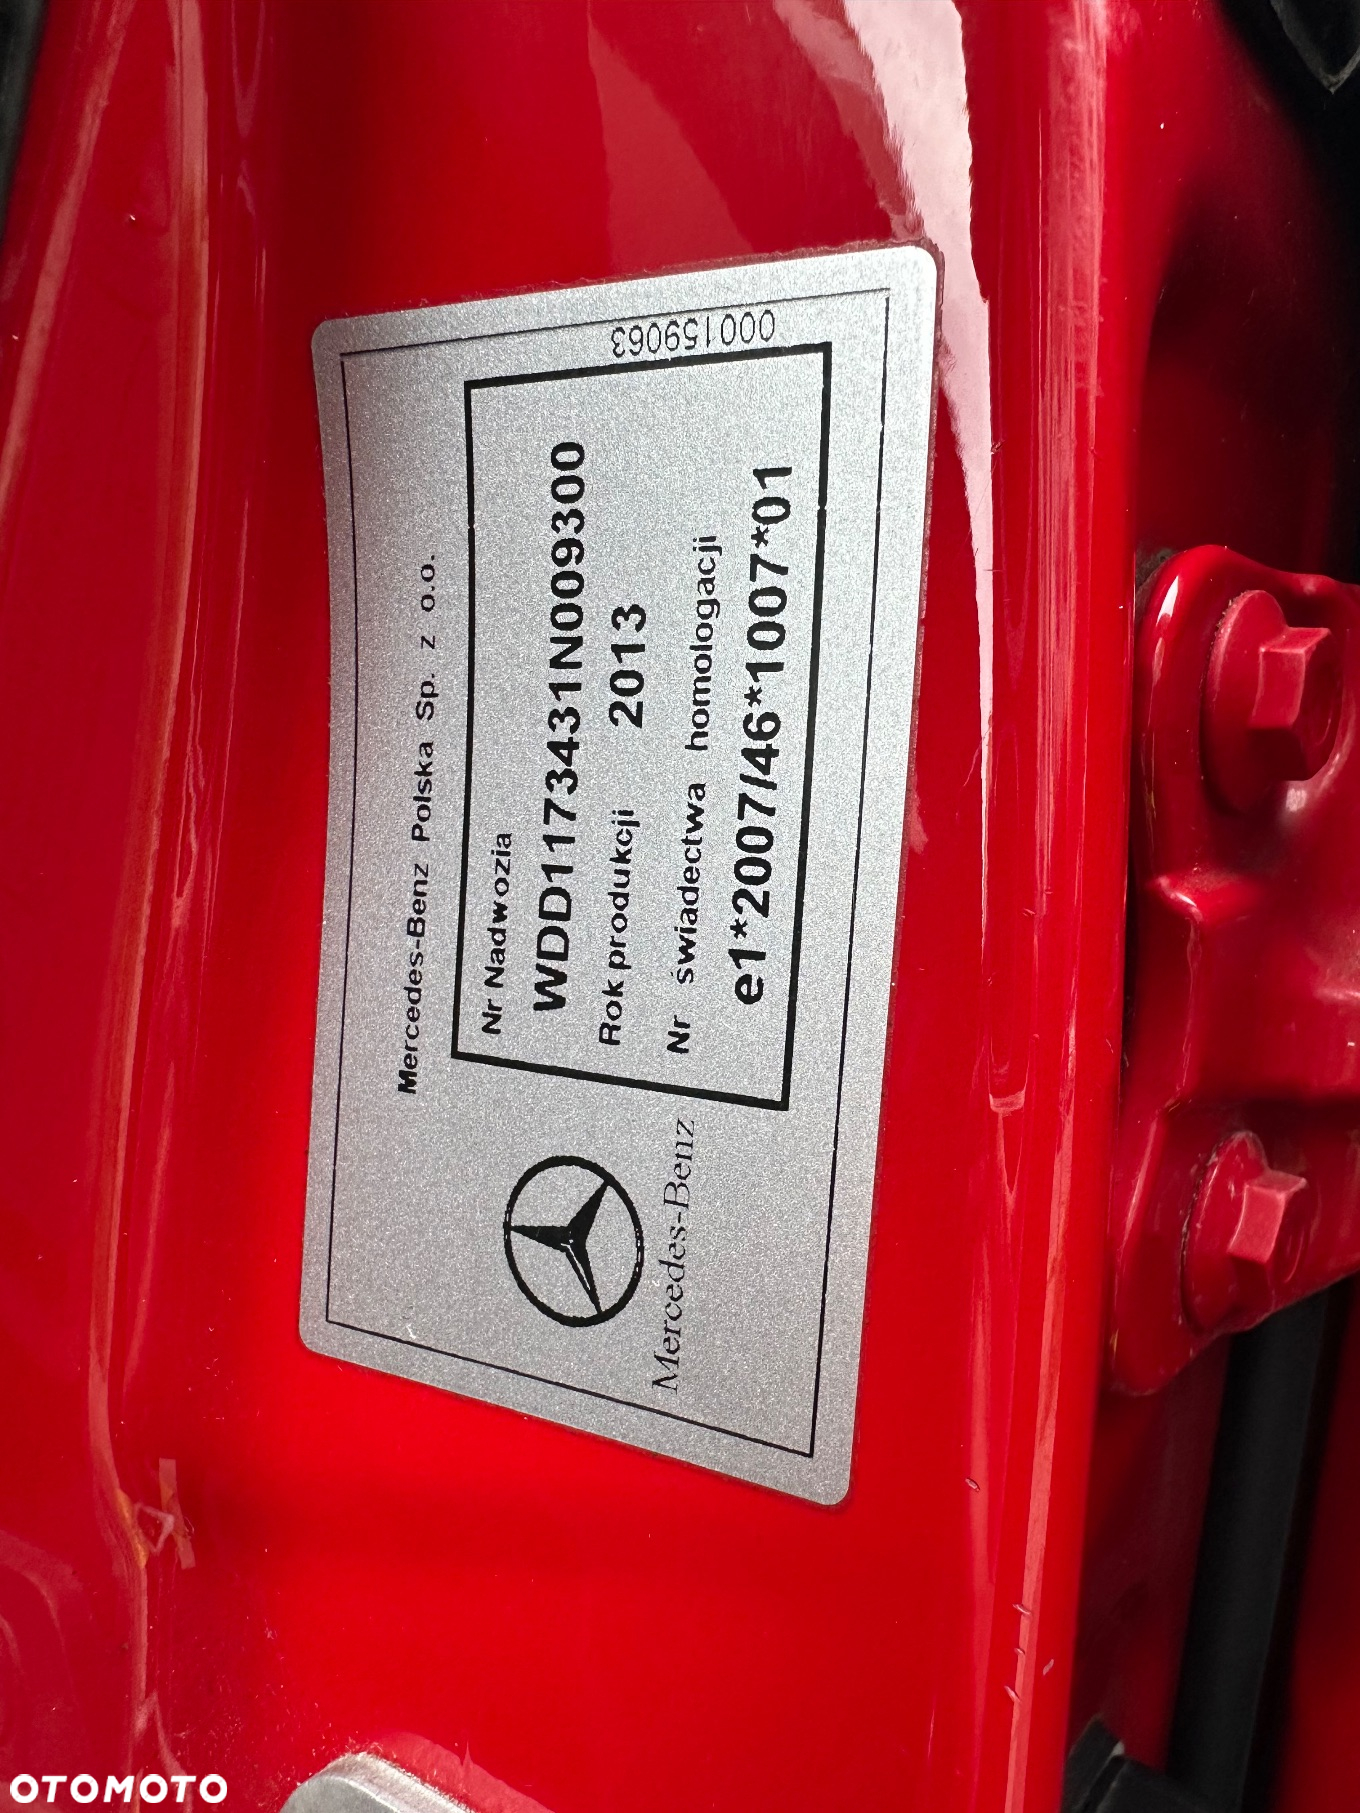 Mercedes-Benz Polska Sp. z o.o.
Nr Nadwozia
WDD1173431N009300
Rok produkcji 2013
Nr świadectwa homologacji
e1*2007/46*1007*01
Mercedes-Benz
000159063
OTOMOTO